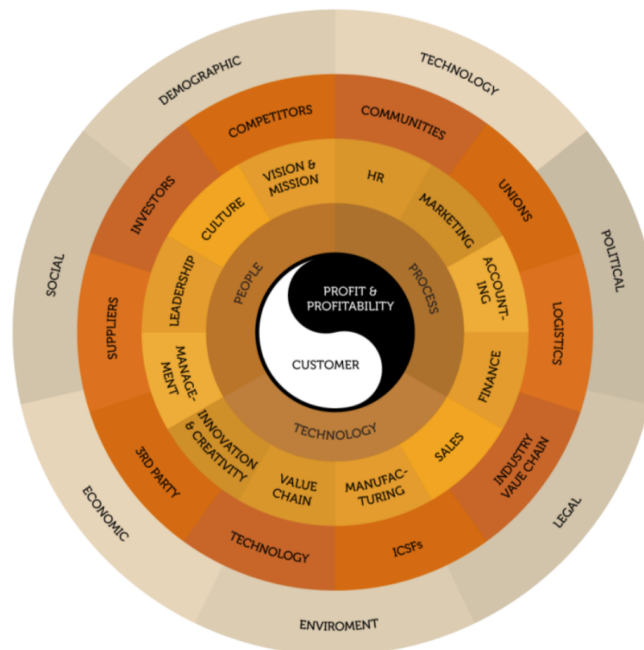 DEMOGRAPHIC
TECHNOLOGY
POLITICAL
LEGAL
ENVIROMENT
ECONOMIC
SOCIAL
COMPETITORS
COMMUNITIES
UNIONS
LOGISTICS
INDUSTRY
VAUE CHAIN
ICSFs
TECHNOLOGY
3RD PARTY
SUPPLIERS
INVESTORS
VISION &
MISSION
HR
MARKETING
ACCOUNT-
ING
FINANCE
SALES
MANUFAC-
TURING
VALUE
CHAIN
INNOVATION
& CREATIVITY
MANAGE-
MENT
LEADERSHIP
CULTURE
PEOPLE
PROCESS
TECHNOLOGY
PROFIT &
PROFITABILITY
CUSTOMER